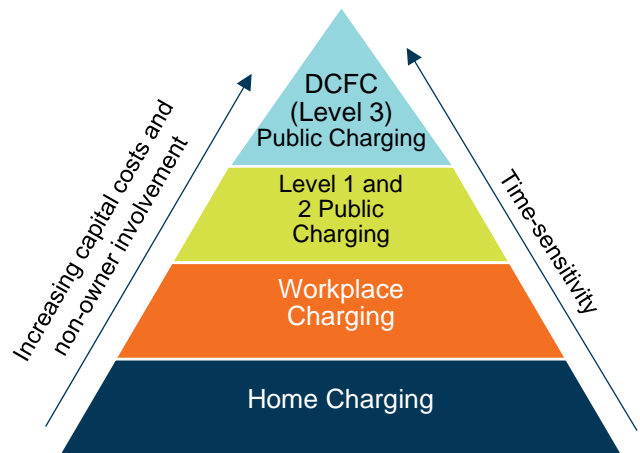 DCFC
(Level 3)
Public Charging
Level 1 and
2 Public
Charging
Workplace
Charging
Home Charging
Increasing capital costs and
non-owner involvement
Time-sensitivity